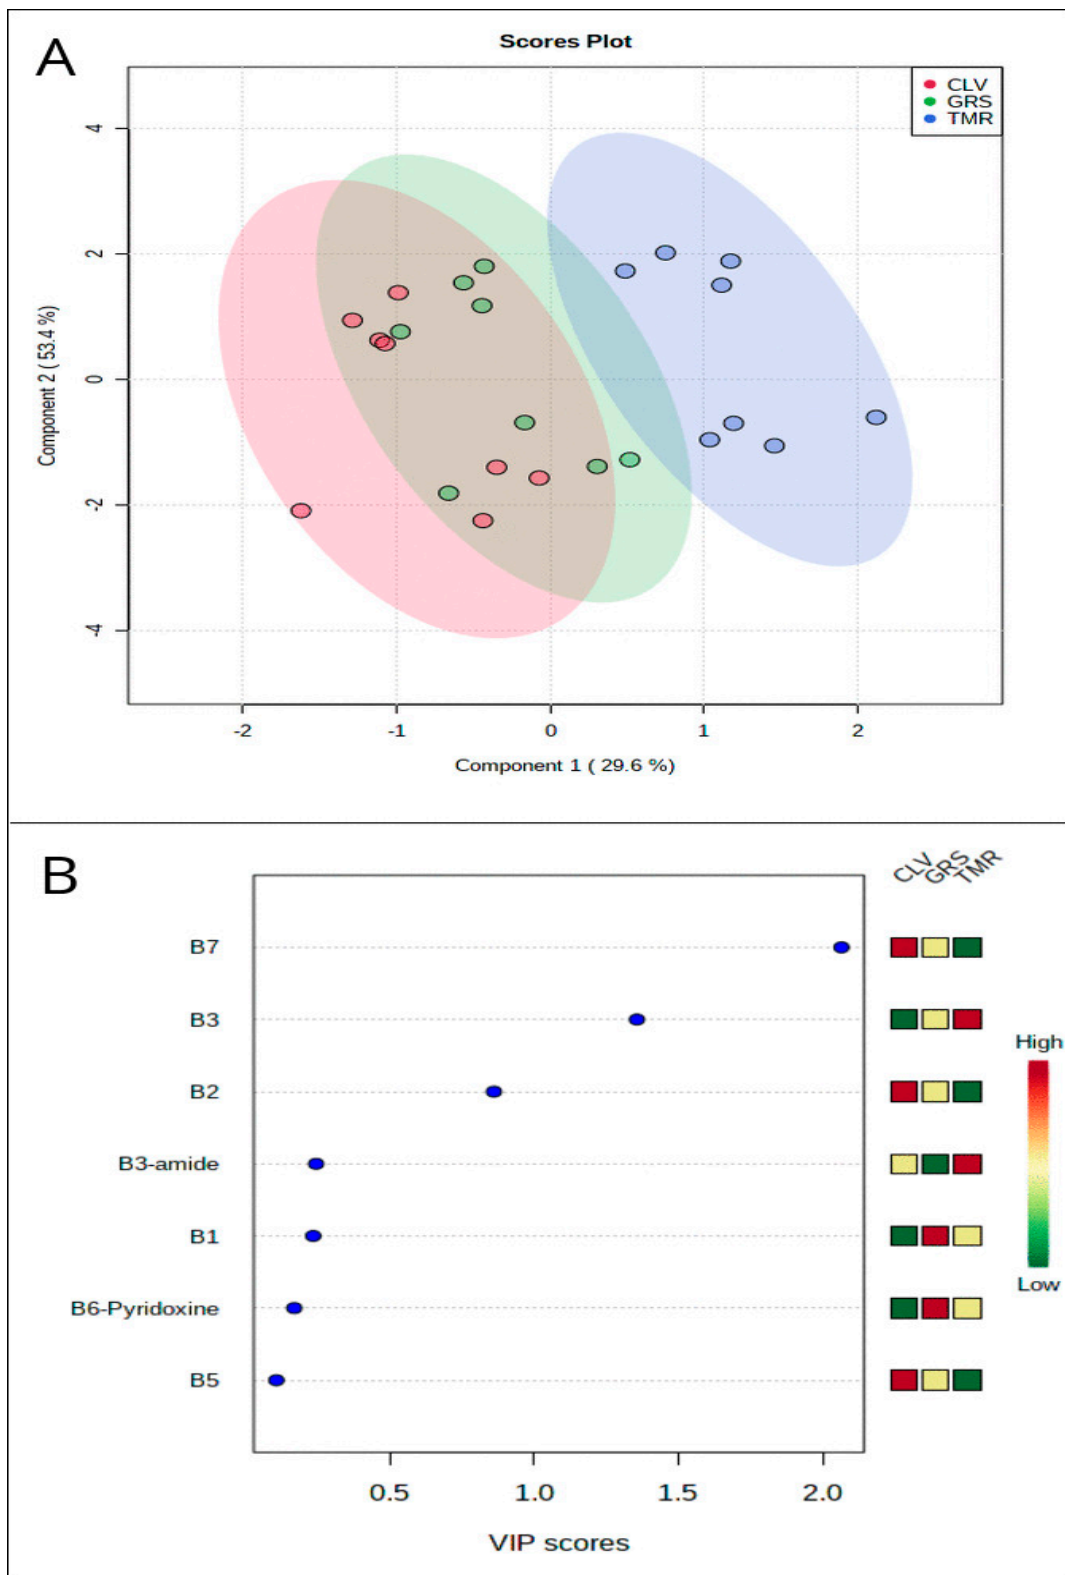 A
Scores Plot
CLV
GRS
TMR
Component 2 ( 53.4 %)
4
2
0
-2
-4
-2 -1 0 1 2
Component 1 ( 29.6 %)
B
CLV GRS TMR
B7
B3
B2
B3-amide
B1
B6-Pyridoxine
B5
High
Low
0.5 1.0 1.5 2.0
VIP scores